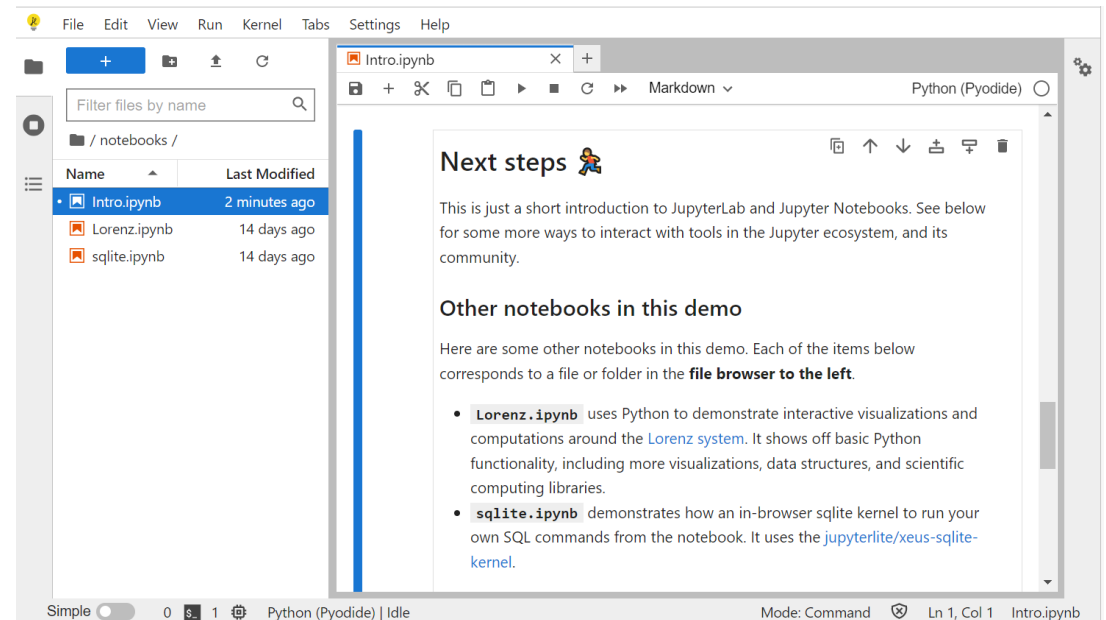 File Edit View Run Kernel Tabs Settings Help
Filter files by name
/ notebooks /
Name Last Modified
Intro.ipynb 2 minutes ago
Lorenz.ipynb 14 days ago
sqlite.ipynb 14 days ago
Intro.ipynb
Markdown Python (Pyodide)
Next steps 🏃
This is just a short introduction to JupyterLab and Jupyter Notebooks. See below
for some more ways to interact with tools in the Jupyter ecosystem, and its
community.
Other notebooks in this demo
Here are some other notebooks in this demo. Each of the items below
corresponds to a file or folder in the file browser to the left.
• Lorenz.ipynb uses Python to demonstrate interactive visualizations and
computations around the Lorenz system. It shows off basic Python
functionality, including more visualizations, data structures, and scientific
computing libraries.
• sqlite.ipynb demonstrates how an in-browser sqlite kernel to run your
own SQL commands from the notebook. It uses the jupyterlite/xeus-sqlite-
kernel.
Simple 0 $_ 1 Python (Pyodide) | Idle Mode: Command Ln 1, Col 1 Intro.ipynb